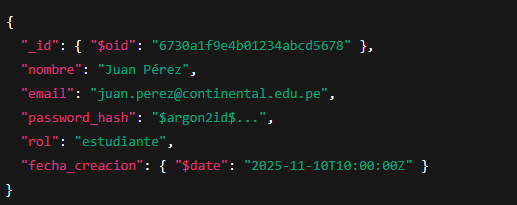 {
  "_id": { "$oid": "6730a1f9e4b01234abcd5678" },
  "nombre": "Juan Pérez",
  "email": "juan.perez@continental.edu.pe",
  "password_hash": "$argon2id$...",
  "rol": "estudiante",
  "fecha_creacion": { "$date": "2025-11-10T10:00:00Z" }
}